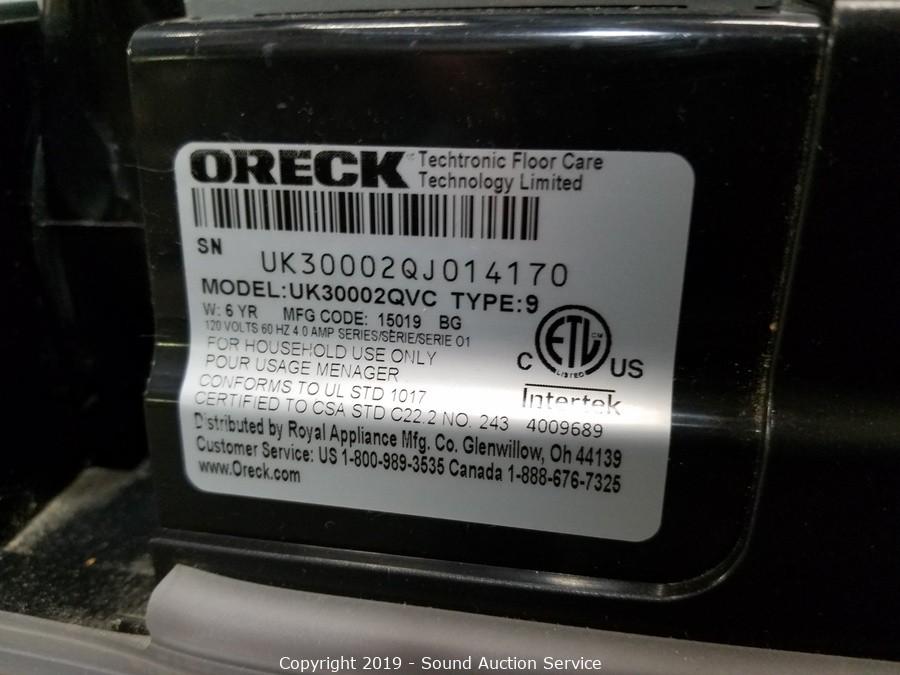 ORECK Techtronic Floor Care
Technology Limited
SN
UK30002QJ014170
MODEL:UK30002QVC TYPE:9
W: 6 YR MFG CODE: 15019 BG
120 VOLTS 60 HZ 4.0 AMP SERIES/SÉRIE/SERIE 01
FOR HOUSEHOLD USE ONLY
POUR USAGE MENAGER
CONFORMS TO UL STD 1017
CERTIFIED TO CSA STD C22.2 NO. 243
C ETL US
LISTED
Intertek
4009689
Distributed by Royal Appliance Mfg. Co. Glenwillow, Oh 44139
Customer Service: US 1-800-989-3535 Canada 1-888-676-7325
www.Oreck.com
Copyright 2019 - Sound Auction Service